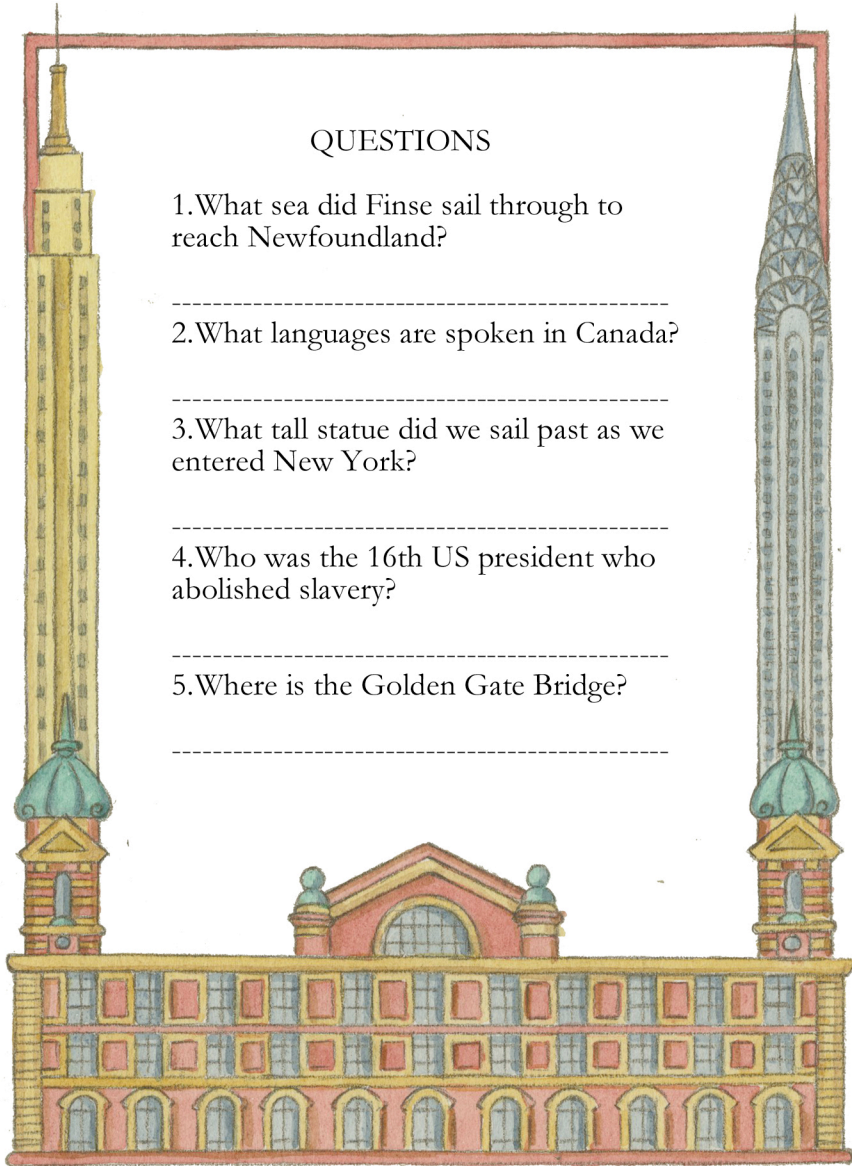 QUESTIONS
1.What sea did Finse sail through to
reach Newfoundland?
2.What languages are spoken in Canada?
3.What tall statue did we sail past as we
entered New York?
4.Who was the 16th US president who
abolished slavery?
5.Where is the Golden Gate Bridge?